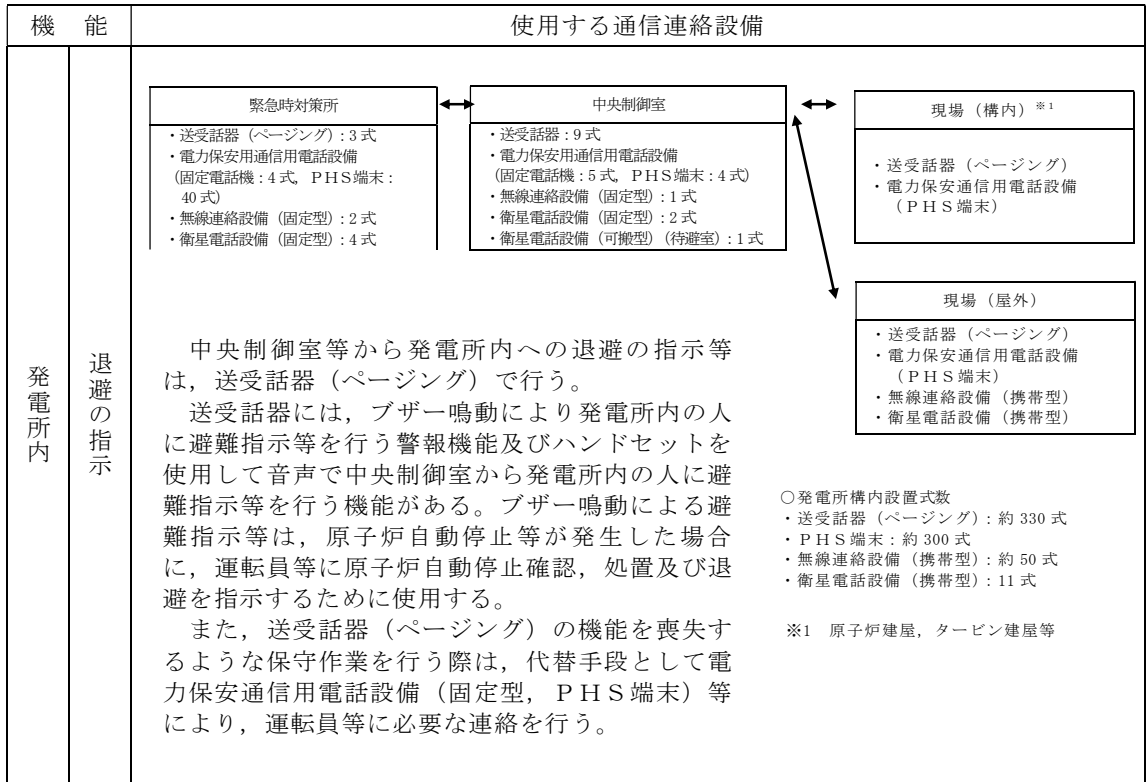 機　能
使用する通信連絡設備
発電所内
退避の指示
緊急時対策所
・送受話器（ページング）：3 式
・電力保安用通信用電話設備
（固定電話機：4 式，ＰＨＳ端末：
40 式）
・無線連絡設備（固定型）：2 式
・衛星電話設備（固定型）：4 式
中央制御室
・送受話器：9 式
・電力保安用通信用電話設備
（固定電話機：5 式，ＰＨＳ端末：4 式）
・無線連絡設備（固定型）：1 式
・衛星電話設備（固定型）：2 式
・衛星電話設備（可搬型）（待避室）：1 式
現場（構内）※1
・送受話器（ページング）
・電力保安通信用電話設備
（ＰＨＳ端末）
現場（屋外）
・送受話器（ページング）
・電力保安通信用電話設備
（ＰＨＳ端末）
・無線連絡設備（携帯型）
・衛星電話設備（携帯型）
中央制御室等から発電所内への退避の指示等
は，送受話器（ページング）で行う。
送受話器には，ブザー鳴動により発電所内の人
に避難指示等を行う警報機能及びハンドセットを
使用して音声で中央制御室から発電所内の人に避
難指示等を行う機能がある。ブザー鳴動による避
難指示等は，原子炉自動停止等が発生した場合
に，運転員等に原子炉自動停止確認，処置及び退
避を指示するために使用する。
また，送受話器（ページング）の機能を喪失す
るような保守作業を行う際は，代替手段として電
力保安通信用電話設備（固定型，ＰＨＳ端末）等
により，運転員等に必要な連絡を行う。
○発電所構内設置式数
・送受話器（ページング）：約 330 式
・ＰＨＳ端末：約 300 式
・無線連絡設備（携帯型）：約 50 式
・衛星電話設備（携帯型）：11 式
※1　原子炉建屋，タービン建屋等